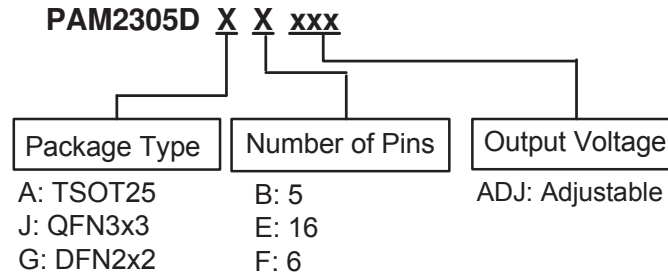 PAM2305D X X xxx
Package Type
Number of Pins
Output Voltage
A: TSOT25
J: QFN3x3
G: DFN2x2
B: 5
E: 16
F: 6
ADJ: Adjustable